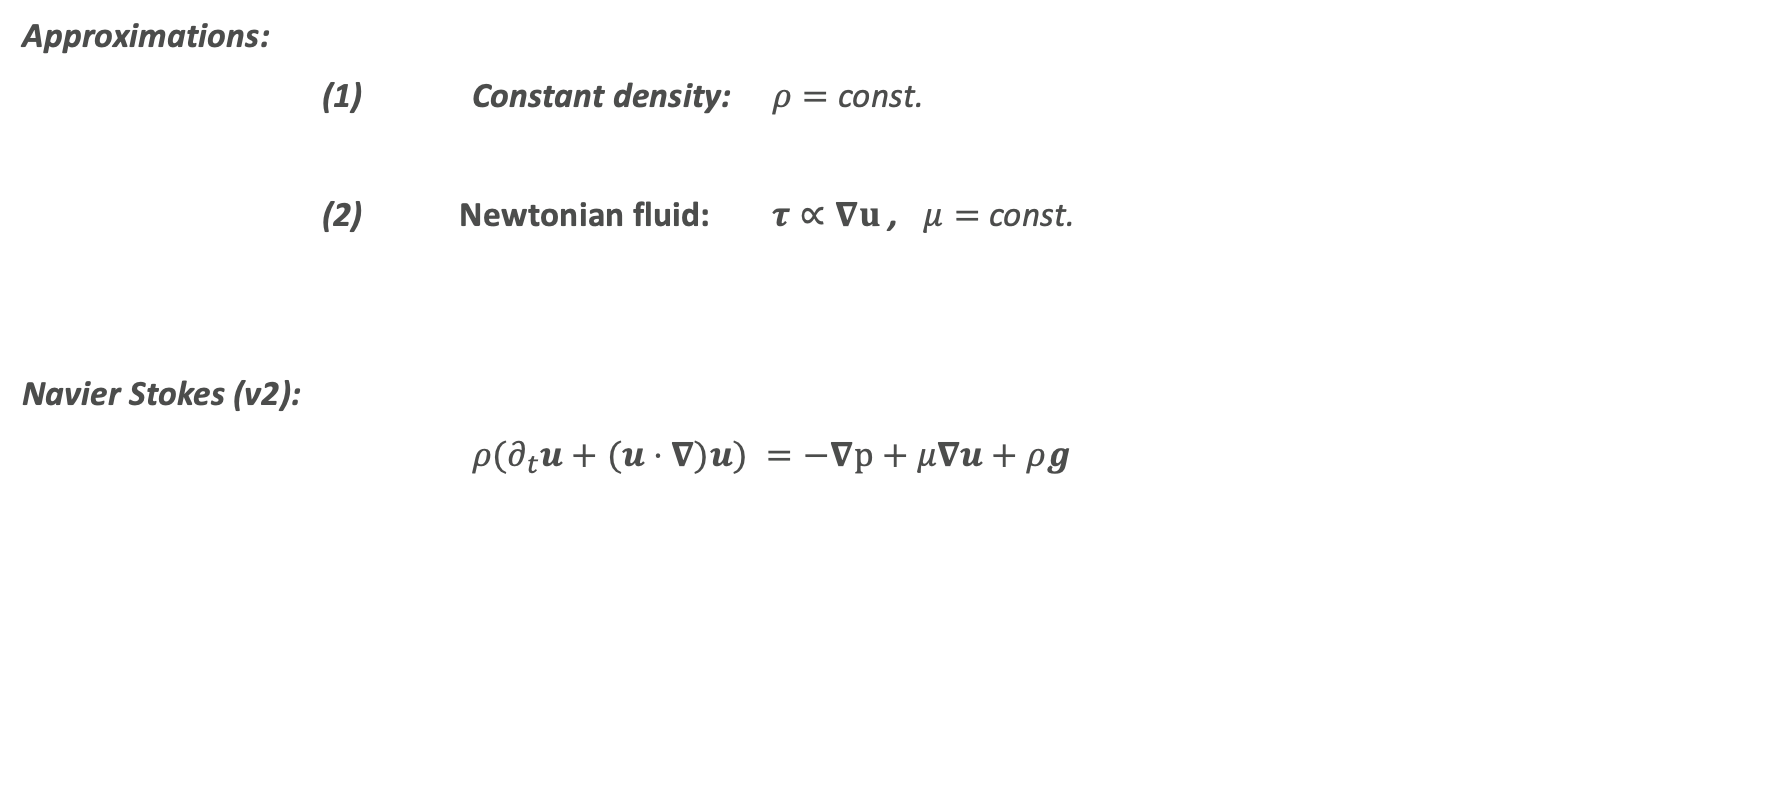 Approximations:
(1) Constant density: ρ = const.
(2) Newtonian fluid: τ ∝ ∇u , μ = const.
Navier Stokes (v2):
ρ(∂ₜu + (u · ∇)u) = −∇p + μ∇u + ρg